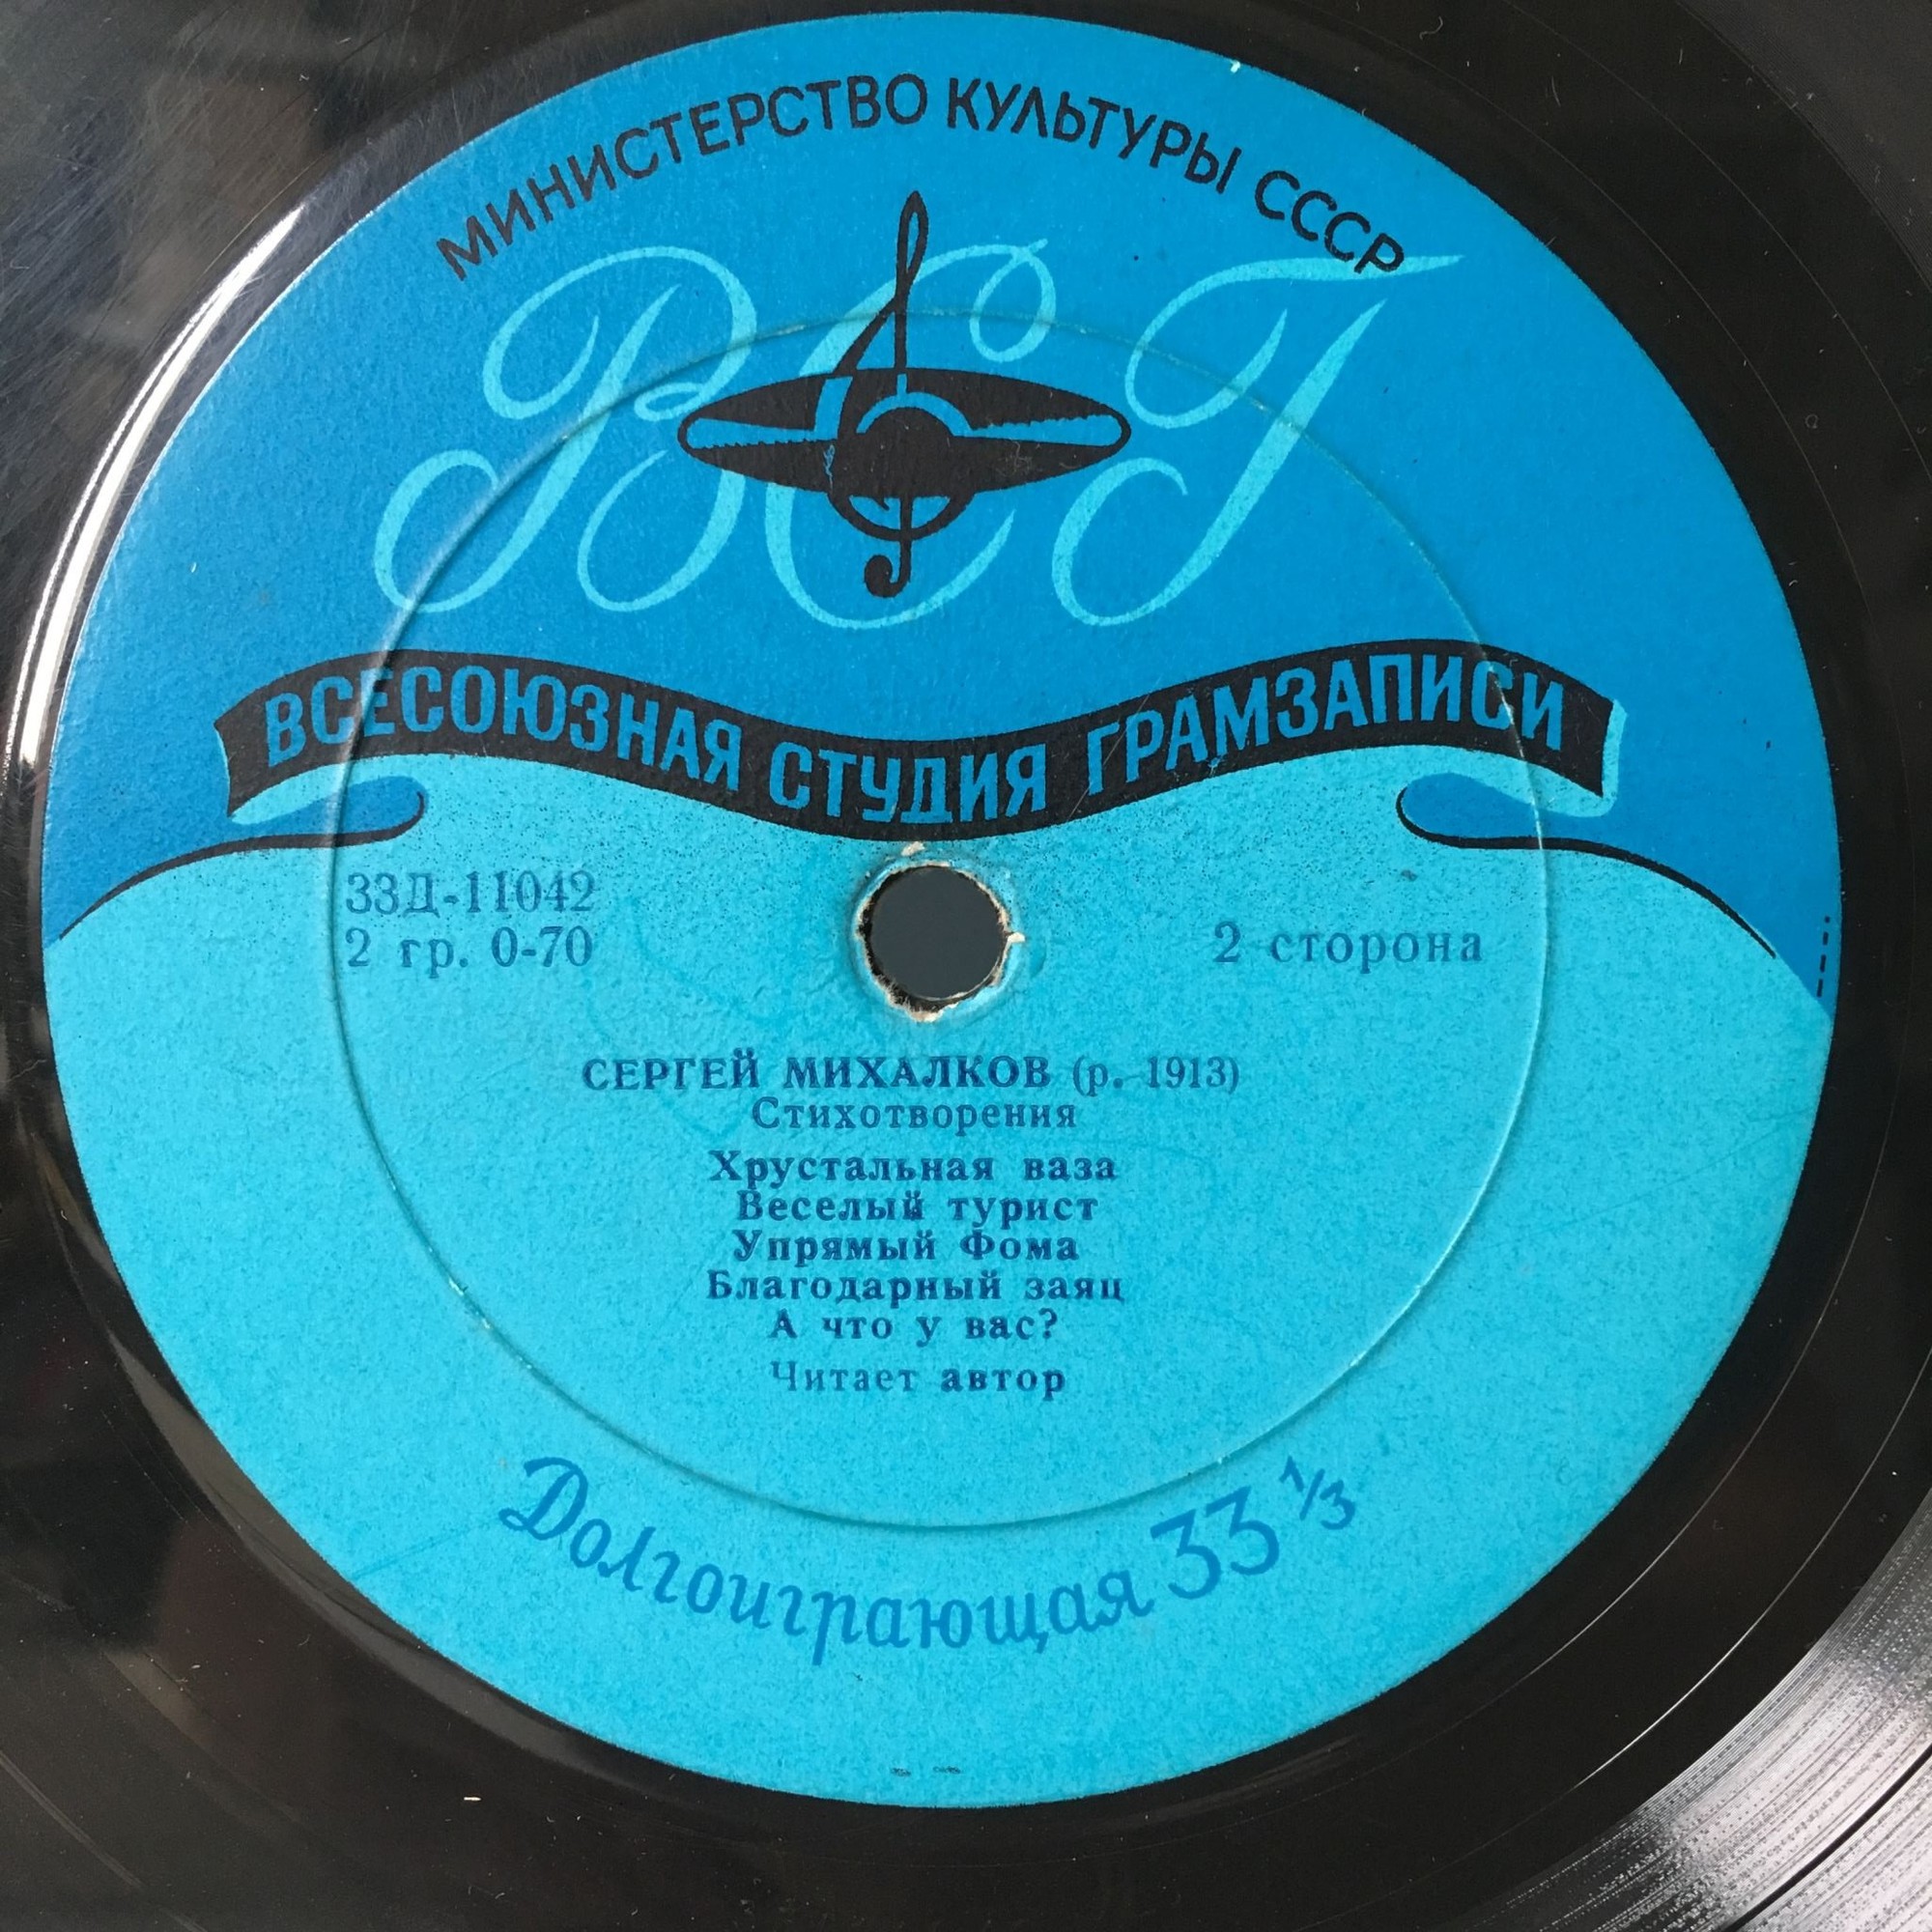 МИНИСТЕРСТВО КУЛЬТУРЫ СССР
ВСГ
ВСЕСОЮЗНАЯ СТУДИЯ ГРАМЗАПИСИ
33Д-11042
2 гр. 0-70
2 сторона
СЕРГЕЙ МИХАЛКОВ (р. 1913)
Стихотворения
Хрустальная ваза
Веселый турист
Упрямый Фома
Благодарный заяц
А что у вас?
Читает автор
Долгоиграющая 33 1/3